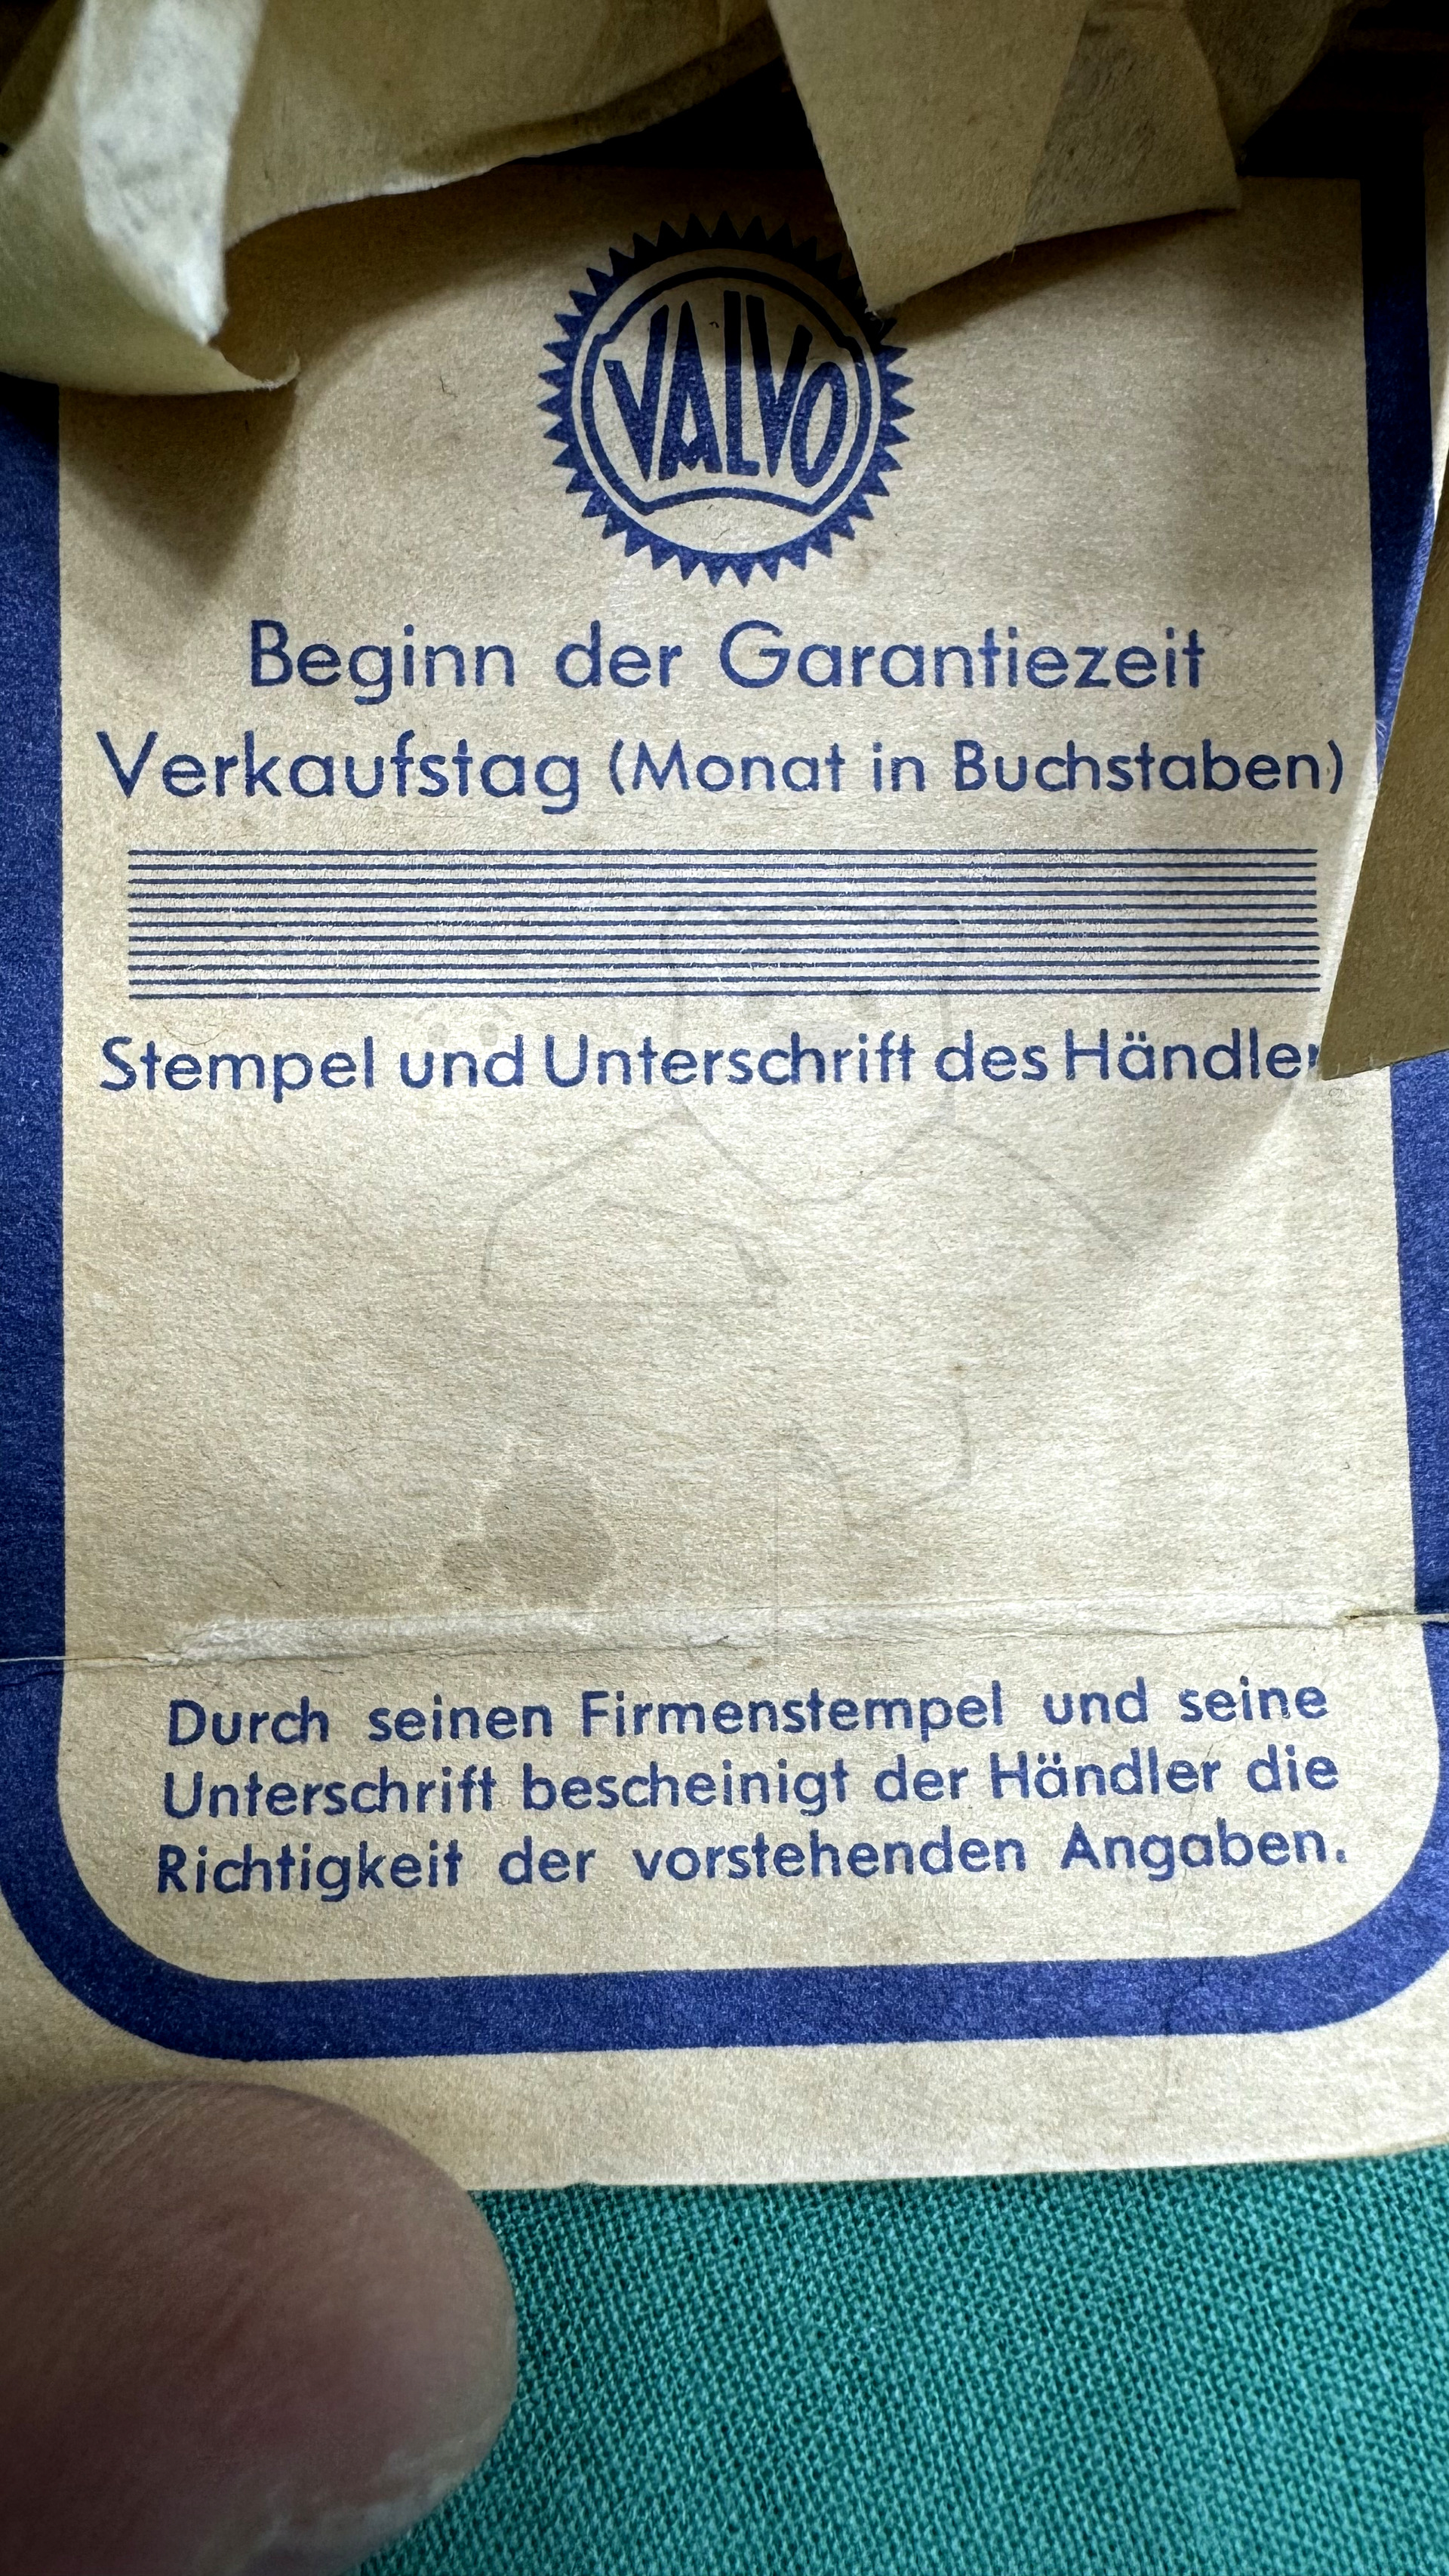 VALVO
Beginn der Garantiezeit
Verkaufstag (Monat in Buchstaben)
Stempel und Unterschrift des Händler
Durch seinen Firmenstempel und seine
Unterschrift bescheinigt der Händler die
Richtigkeit der vorstehenden Angaben.